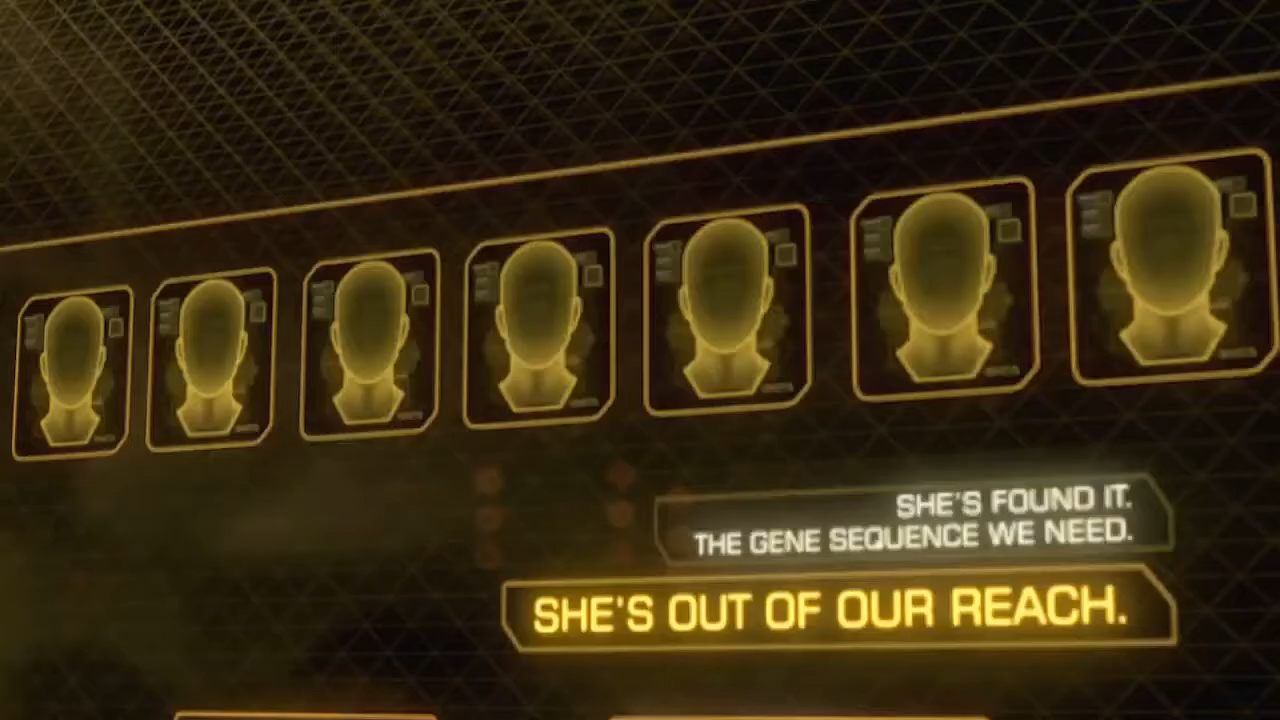 SHE'S FOUND IT.
THE GENE SEQUENCE WE NEED.
SHE'S OUT OF OUR REACH.